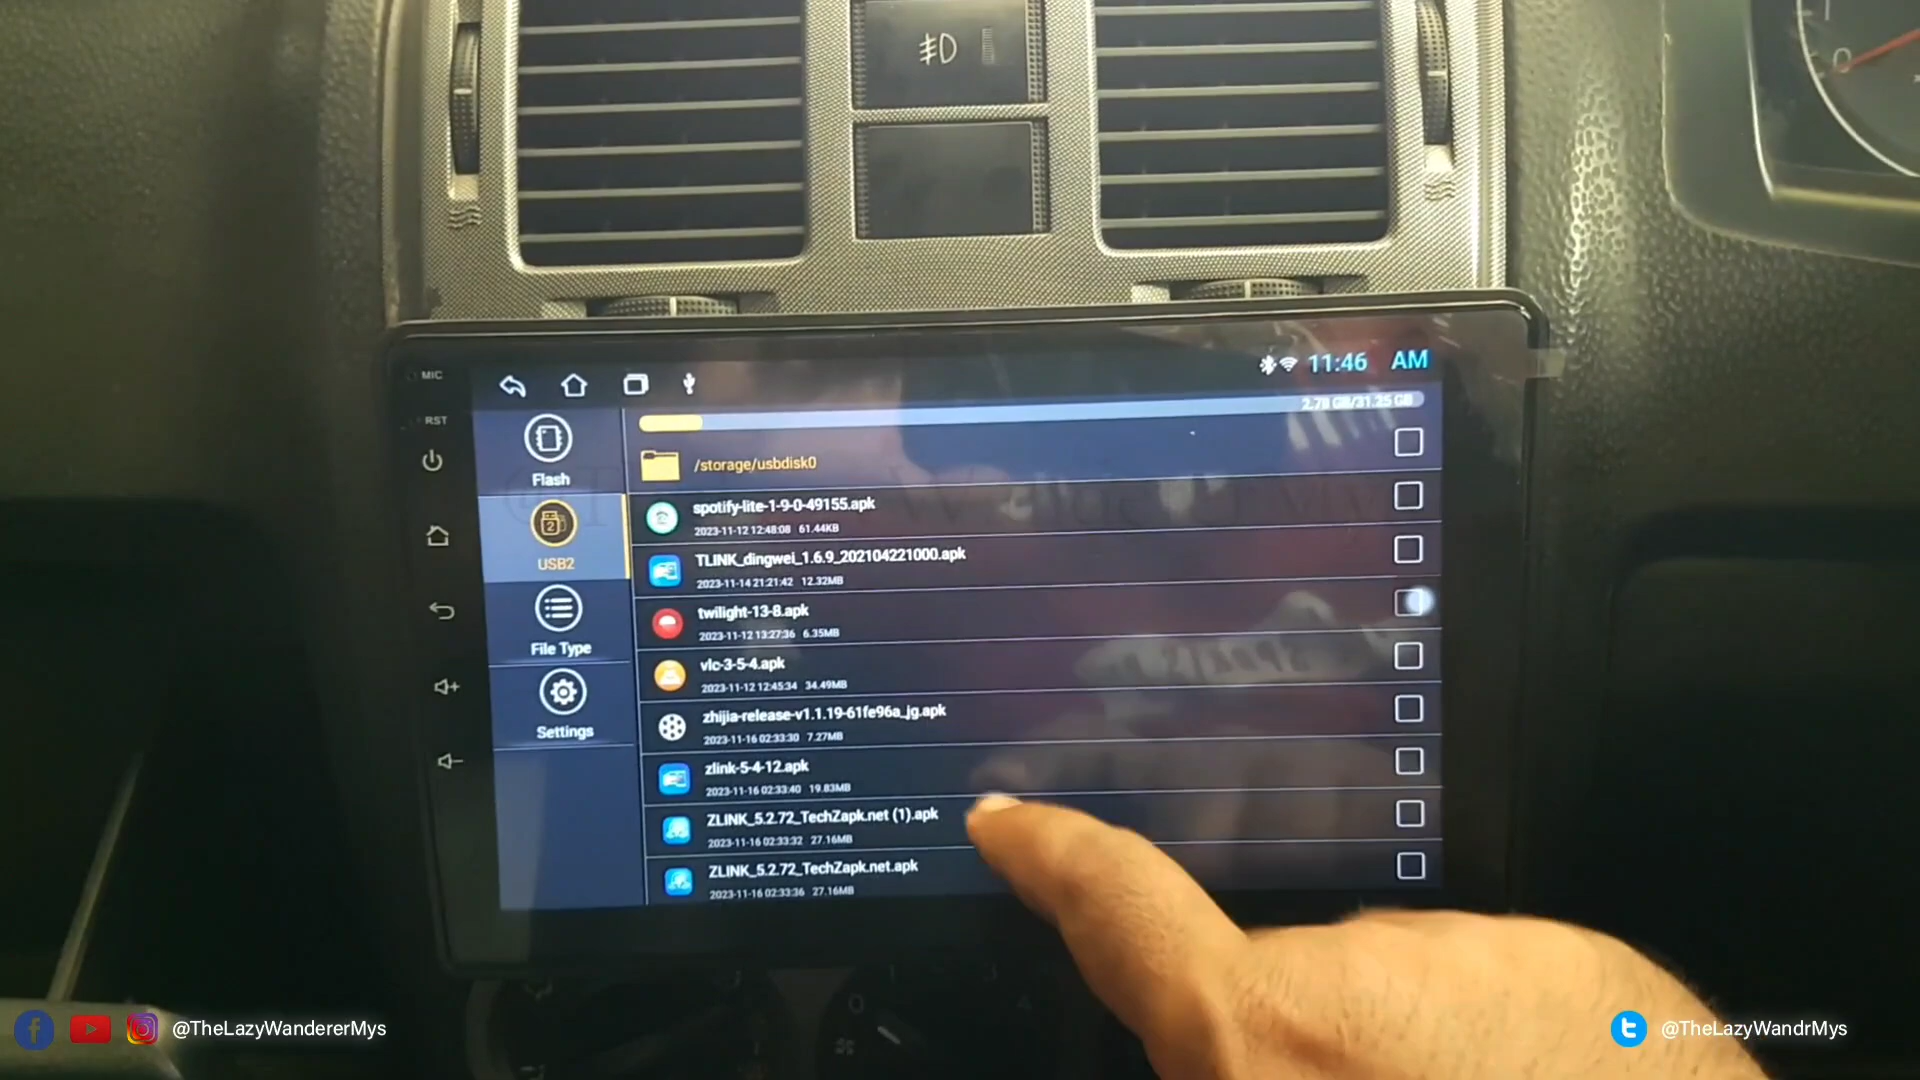 MIC
RST
11:46 AM
2.78 GB/31.25 GB
/storage/usbdisk0
Flash
USB2
File Type
Settings
spotify-lite-1-9-0-49155.apk
2023-11-12 12:48:08 61.44KB
TLINK_dingwei_1.6.9_202104221000.apk
2023-11-14 21:21:42 12.32MB
twilight-13-8.apk
2023-11-12 13:27:36 6.35MB
vlc-3-5-4.apk
2023-11-12 12:45:34 34.49MB
zhijia-release-v1.1.19-61fe96a_jg.apk
2023-11-16 02:33:30 7.27MB
zlink-5-4-12.apk
2023-11-16 02:33:40 19.83MB
ZLINK_5.2.72_TechZapk.net (1).apk
2023-11-16 02:33:32 27.16MB
ZLINK_5.2.72_TechZapk.net.apk
2023-11-16 02:33:36 27.16MB
@TheLazyWandererMys
@TheLazyWandrMys